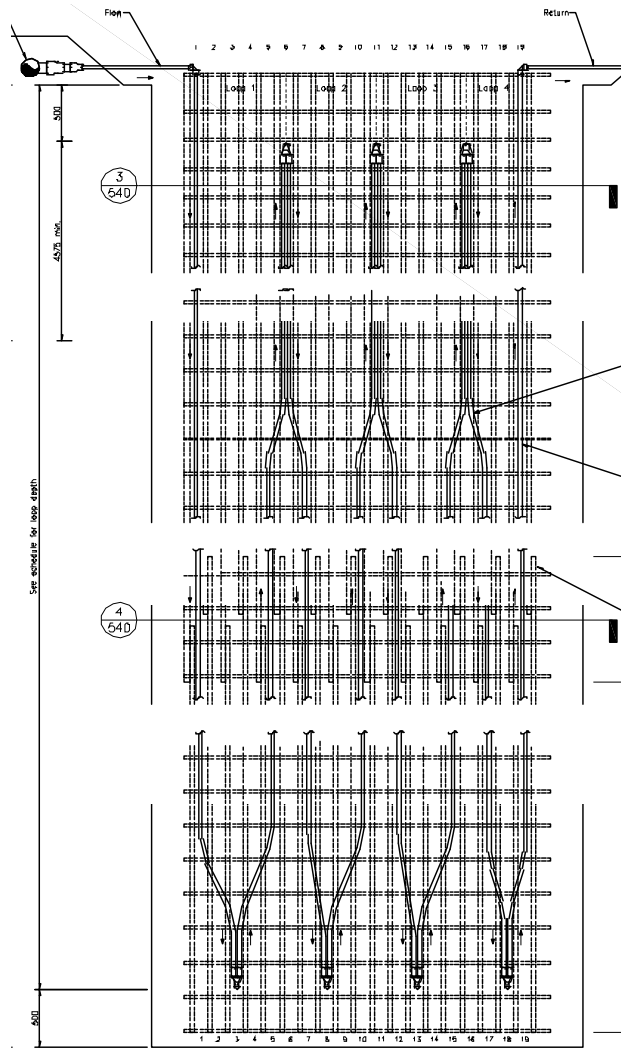 Flow
Return
1 2 3 4 5 6 7 8 9 10 11 12 13 14 15 16 17 18 19
Loop 1 Loop 2 Loop 3 Loop 4
500
3
540
4375 min.
See schedule for loop depth
4
540
600
1 2 3 4 5 6 7 8 9 10 11 12 13 14 15 16 17 18 19